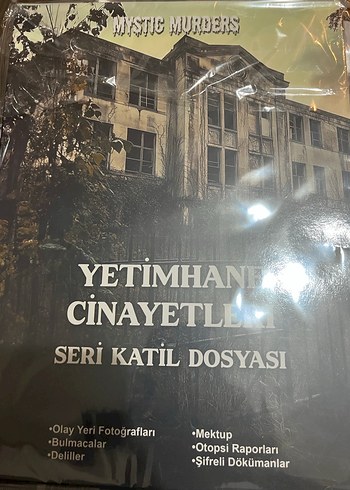 MYSTIC MURDERS
YETİMHANE
CİNAYETLERİ
SERİ KATİL DOSYASI
•Olay Yeri Fotoğrafları
•Bulmacalar
•Deliller
•Mektup
•Otopsi Raporları
•Şifreli Dökümanlar